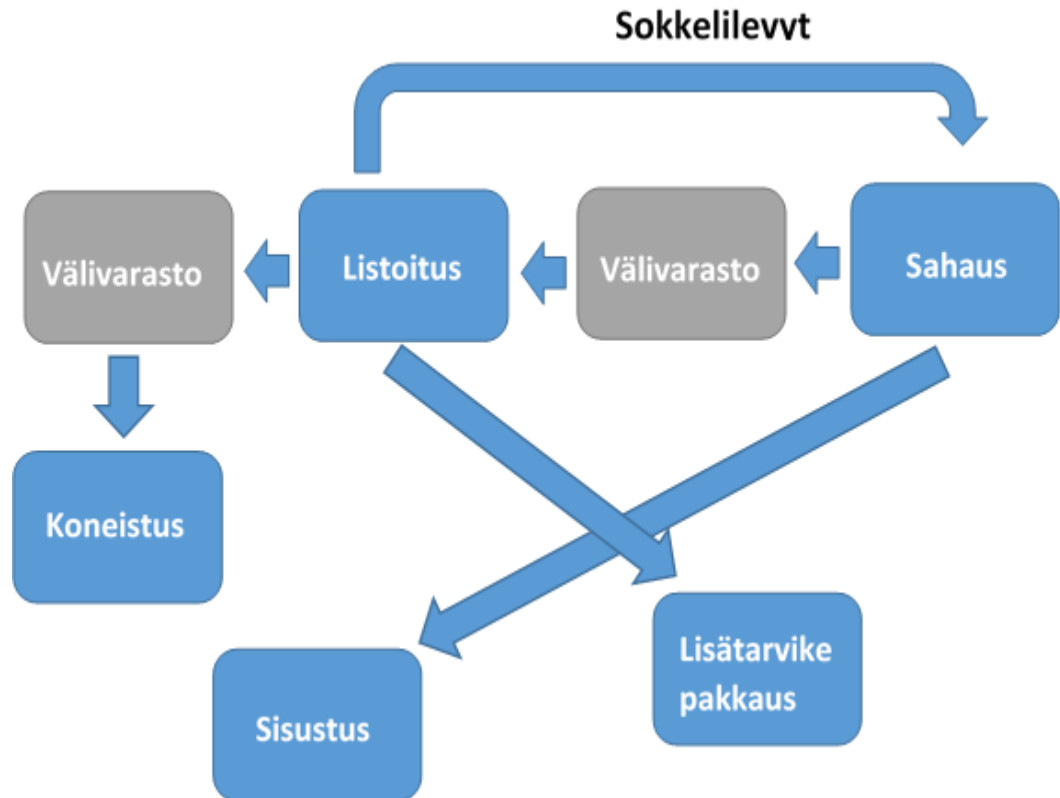 Sokkelilevyt
Välivarasto
Listoitus
Välivarasto
Sahaus
Koneistus
Sisustus
Lisätarvike
pakkaus